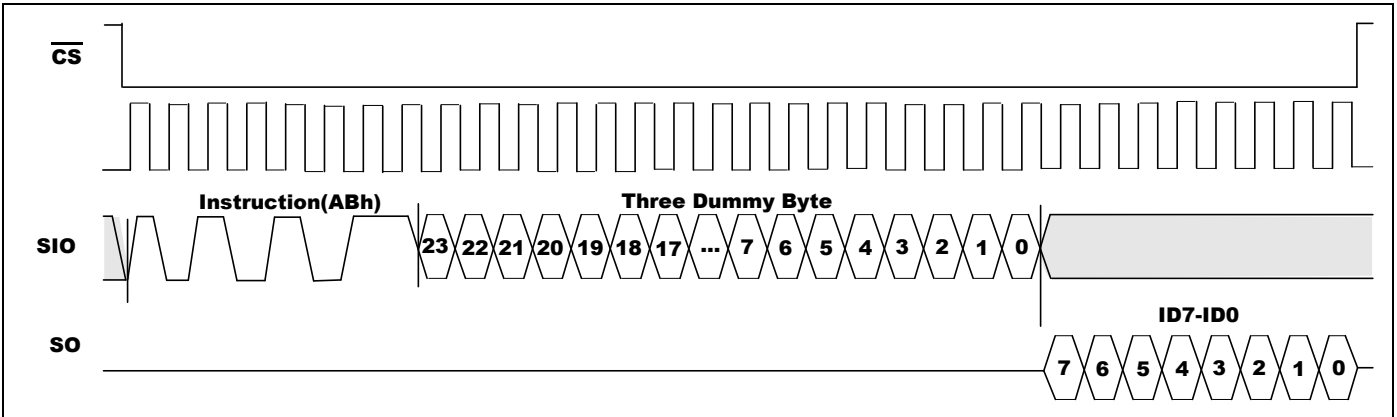 CS
Instruction(ABh)
Three Dummy Byte
SIO
23 22 21 20 19 18 17 ... 7 6 5 4 3 2 1 0
ID7-ID0
SO
7 6 5 4 3 2 1 0